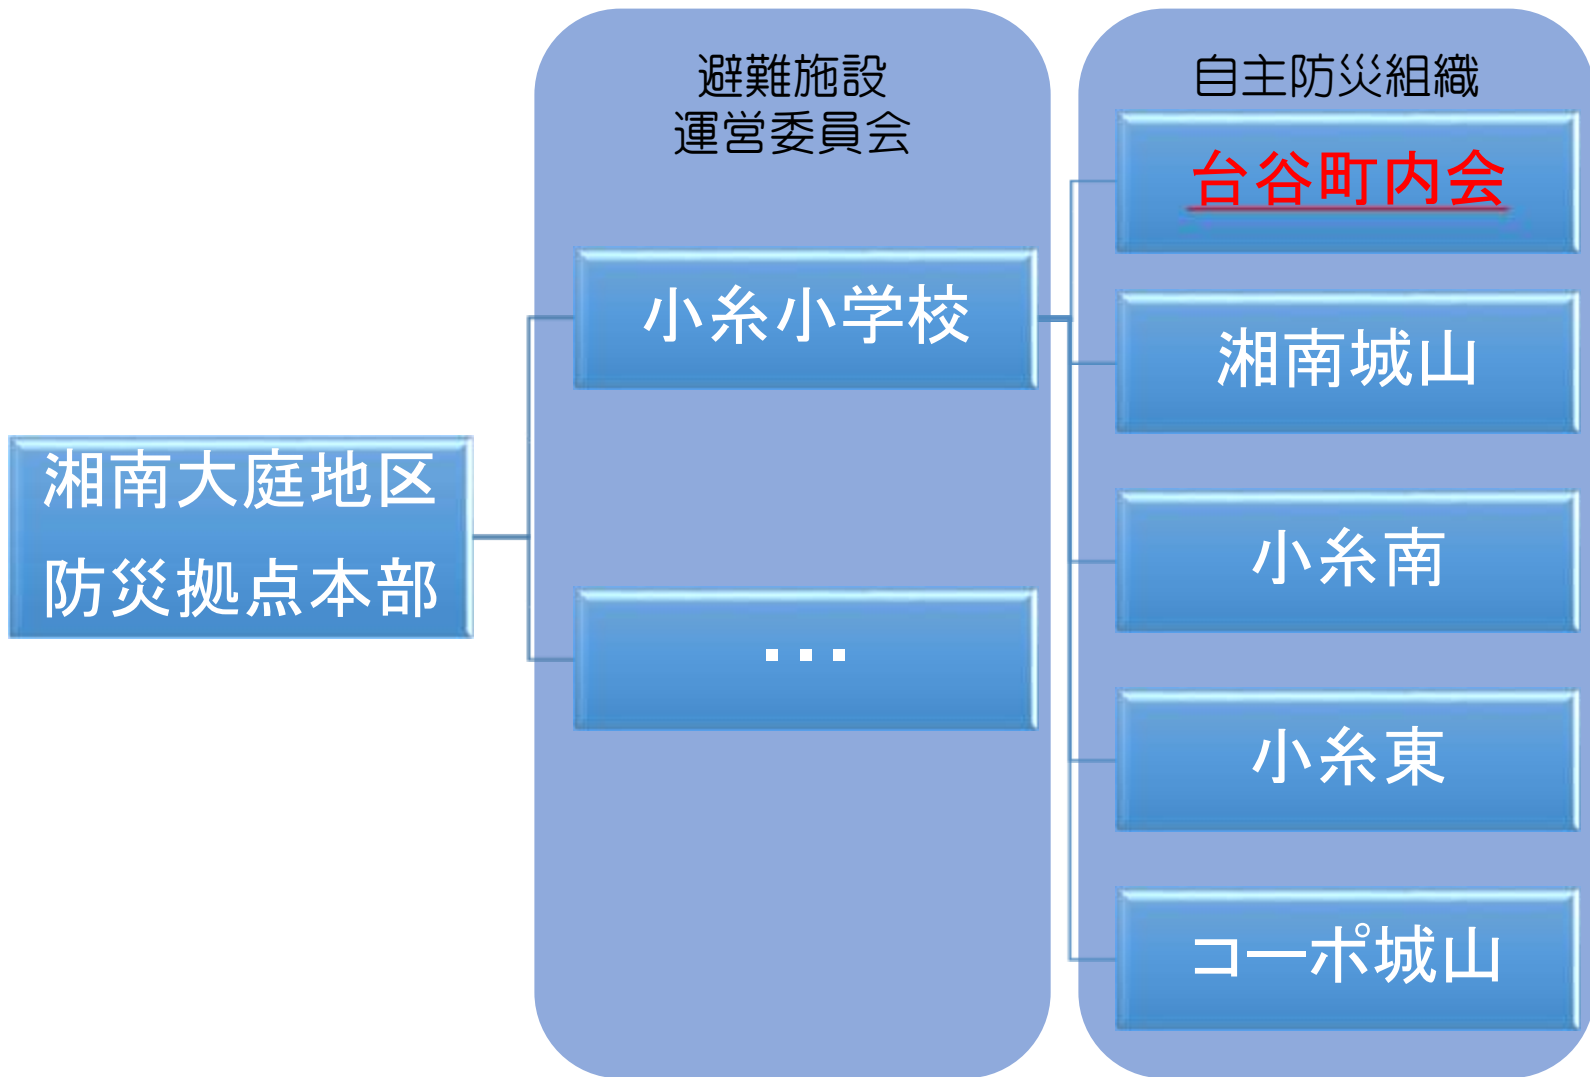 避難施設
運営委員会
自主防災組織
台谷町内会
小糸小学校
湘南城山
湘南大庭地区
防災拠点本部
小糸南
・・・
小糸東
コーポ城山